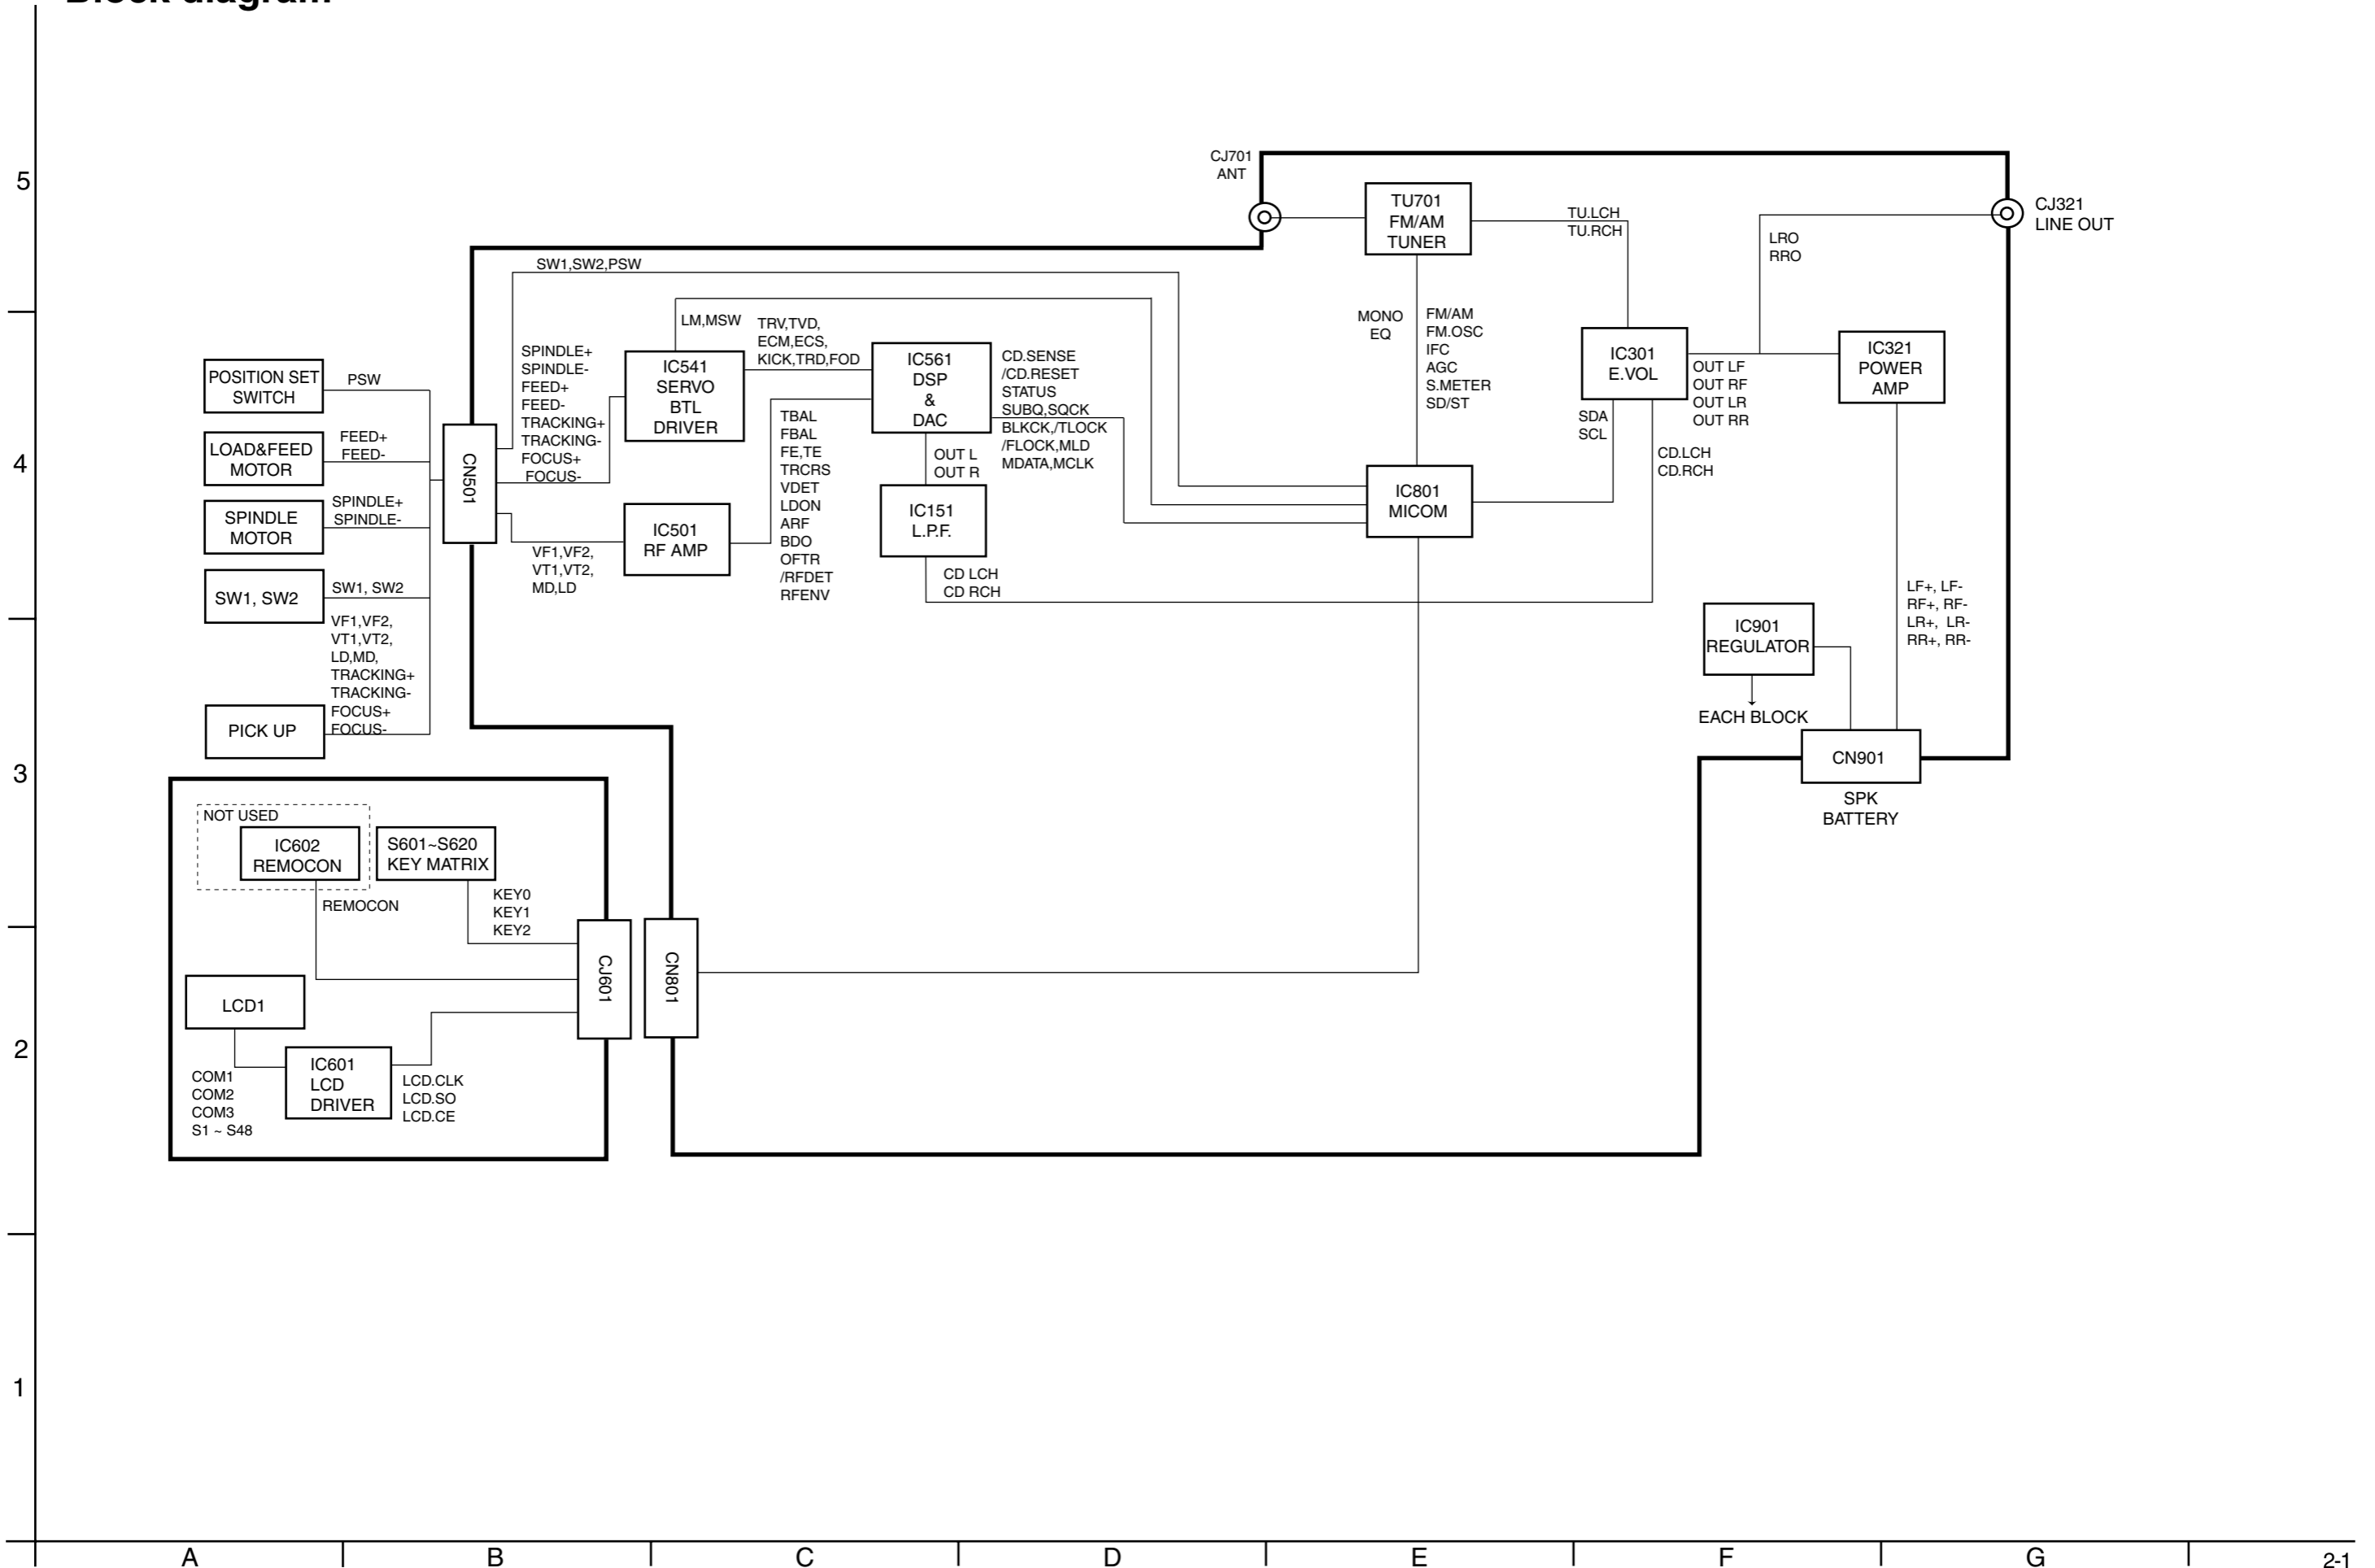 Block diagram
5
4
3
2
1
CJ701
ANT
TU701
FM/AM
TUNER
TU.LCH
TU.RCH
CJ321
LINE OUT
LRO
RRO
SW1,SW2,PSW
LM,MSW
TRV,TVD,
ECM,ECS,
KICK,TRD,FOD
MONO
EQ
FM/AM
FM.OSC
IFC
AGC
S.METER
SD/ST
POSITION SET
SWITCH
PSW
LOAD&FEED
MOTOR
FEED+
FEED-
SPINDLE
MOTOR
SPINDLE+
SPINDLE-
SW1, SW2
SW1, SW2
VF1,VF2,
VT1,VT2,
LD,MD,
TRACKING+
TRACKING-
FOCUS+
FOCUS-
PICK UP
CN501
SPINDLE+
SPINDLE-
FEED+
FEED-
TRACKING+
TRACKING-
FOCUS+
FOCUS-
IC541
SERVO
BTL
DRIVER
VF1,VF2,
VT1,VT2,
MD,LD
IC501
RF AMP
TBAL
FBAL
FE,TE
TRCRS
VDET
LDON
ARF
BDO
OFTR
/RFDET
RFENV
IC561
DSP
&
DAC
CD.SENSE
/CD.RESET
STATUS
SUBQ,SQCK
BLKCK,/TLOCK
/FLOCK,MLD
MDATA,MCLK
OUT L
OUT R
IC151
L.P.F.
CD LCH
CD RCH
IC801
MICOM
IC301
E.VOL
SDA
SCL
CD.LCH
CD.RCH
OUT LF
OUT RF
OUT LR
OUT RR
IC321
POWER
AMP
LF+, LF-
RF+, RF-
LR+, LR-
RR+, RR-
IC901
REGULATOR
EACH BLOCK
CN901
SPK
BATTERY
NOT USED
IC602
REMOCON
S601~S620
KEY MATRIX
REMOCON
KEY0
KEY1
KEY2
CJ601
CN801
LCD1
IC601
LCD
DRIVER
COM1
COM2
COM3
S1 ~ S48
LCD.CLK
LCD.SO
LCD.CE
A
B
C
D
E
F
G
2-1